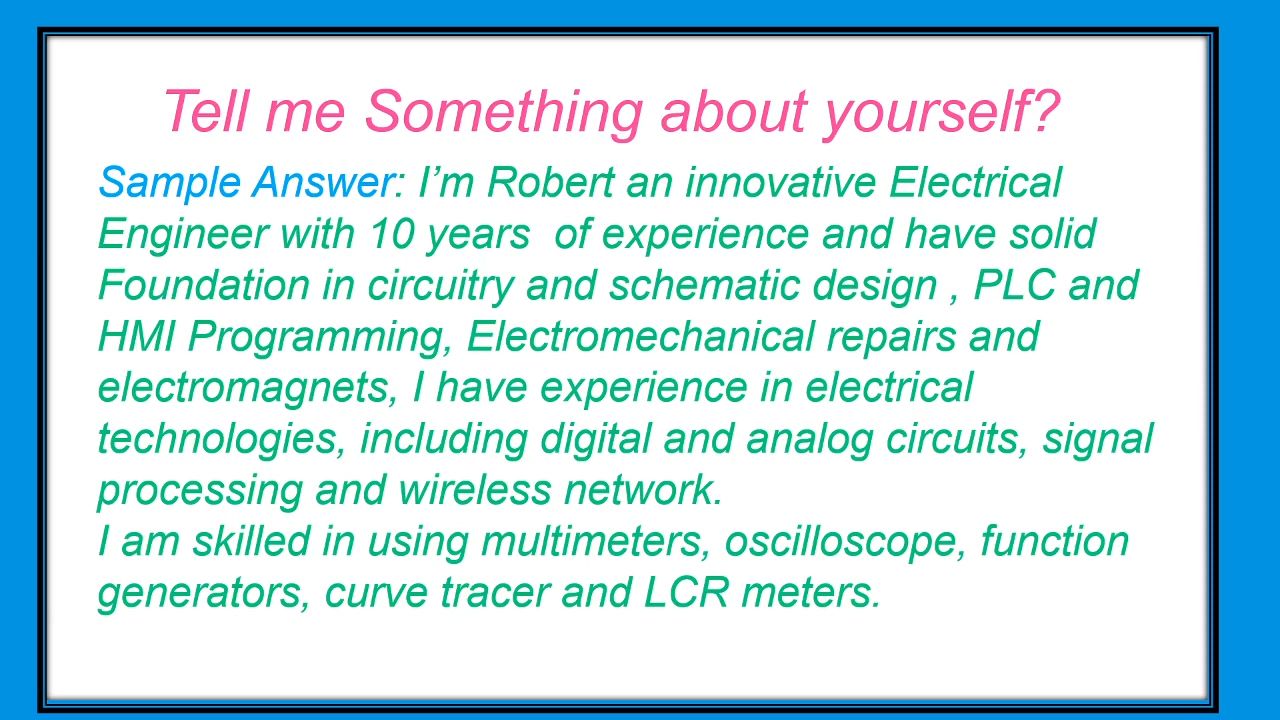 Tell me Something about yourself?
Sample Answer: I’m Robert an innovative Electrical
Engineer with 10 years  of experience and have solid
Foundation in circuitry and schematic design , PLC and
HMI Programming, Electromechanical repairs and
electromagnets, I have experience in electrical
technologies, including digital and analog circuits, signal
processing and wireless network.
I am skilled in using multimeters, oscilloscope, function
generators, curve tracer and LCR meters.